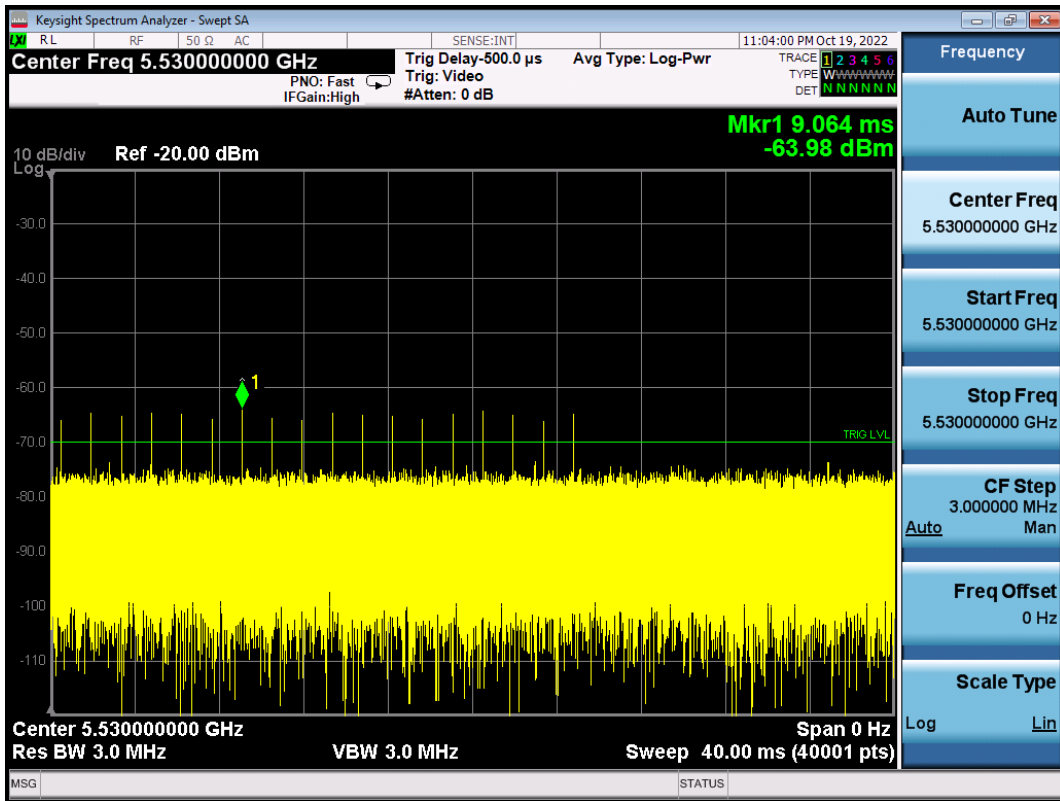 Keysight Spectrum Analyzer - Swept SA
LXI RL RF 50 Ω AC SENSE:INT 11:04:00 PM Oct 19, 2022
Center Freq 5.530000000 GHz
PNO: Fast
IFGain:High
Trig Delay-500.0 µs
Trig: Video
#Atten: 0 dB
Avg Type: Log-Pwr
TRACE 1 2 3 4 5 6
TYPE WWWWWW
DET N N N N N N
Mkr1 9.064 ms
-63.98 dBm
10 dB/div Ref -20.00 dBm
Log
-30.0
-40.0
-50.0
-60.0
-70.0
-80.0
-90.0
-100
-110
1
TRIG LVL
Center 5.530000000 GHz Span 0 Hz
Res BW 3.0 MHz VBW 3.0 MHz Sweep 40.00 ms (40001 pts)
MSG STATUS
Frequency
Auto Tune
Center Freq
5.530000000 GHz
Start Freq
5.530000000 GHz
Stop Freq
5.530000000 GHz
CF Step
3.000000 MHz
Auto Man
Freq Offset
0 Hz
Scale Type
Log Lin